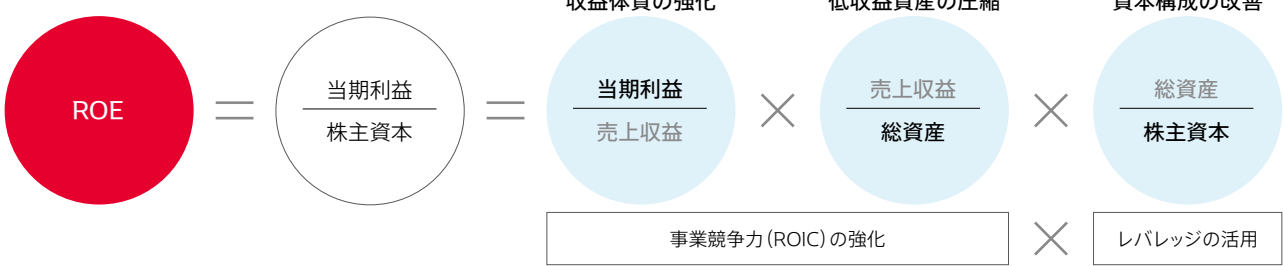 収益体質の強化
低収益資産の圧縮
資本構成の改善
ROE
当期利益
株主資本
当期利益
売上収益
売上収益
総資産
総資産
株主資本
事業競争力(ROIC)の強化
レバレッジの活用